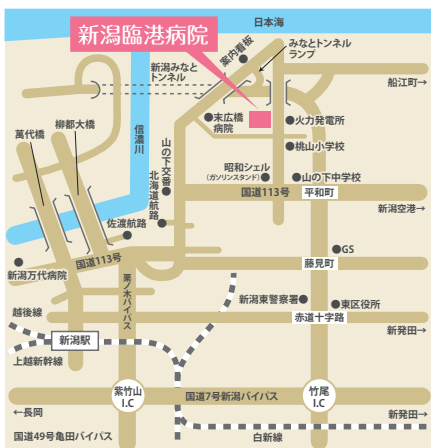 日本海
新潟臨港病院
案内看板
みなとトンネル
ランプ
新潟みなと
トンネル
船江町→
柳都大橋
萬代橋
信濃川
末広橋
病院
火力発電所
桃山小学校
山の下交番
北海道航路
昭和シェル
(ガソリンスタンド)
山の下中学校
国道113号
平和町
新潟空港→
佐渡航路
GS
新潟万代病院
国道113号
藤見町
栗ノ木バイパス
新潟東警察署
東区役所
越後線
赤道十字路
新発田→
新潟駅
上越新幹線
紫竹山
I.C
国道7号新潟バイパス
竹尾
I.C
←長岡
新発田→
国道49号亀田バイパス
白新線